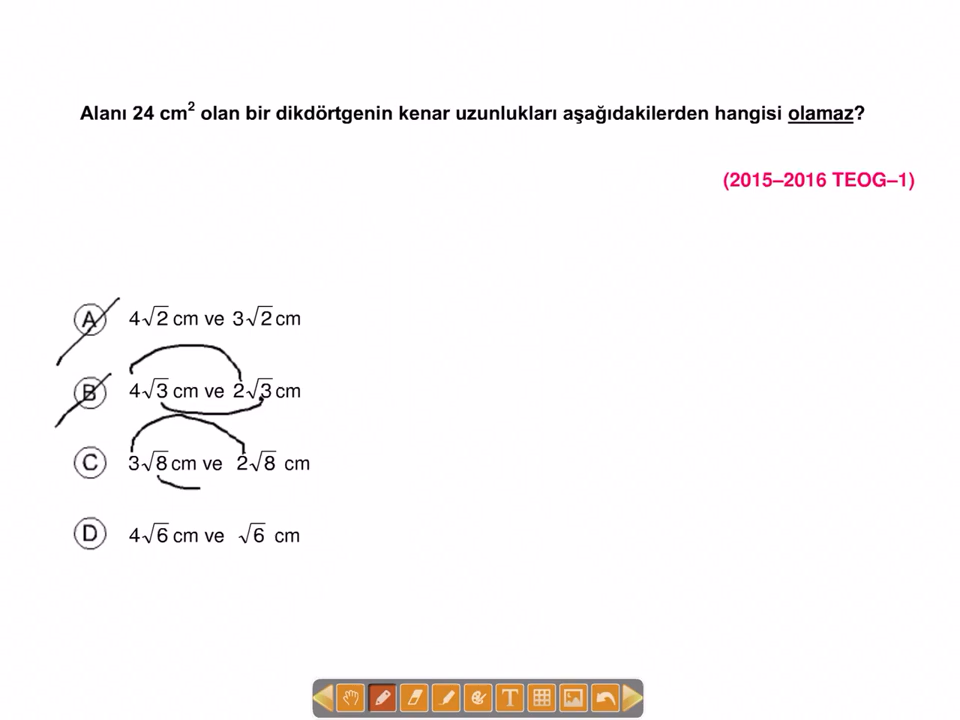 Alanı 24 cm² olan bir dikdörtgenin kenar uzunlukları aşağıdakilerden hangisi olamaz?
(2015–2016 TEOG–1)
A 4√2 cm ve 3√2 cm
B 4√3 cm ve 2√3 cm
C 3√8 cm ve 2√8 cm
D 4√6 cm ve √6 cm
T